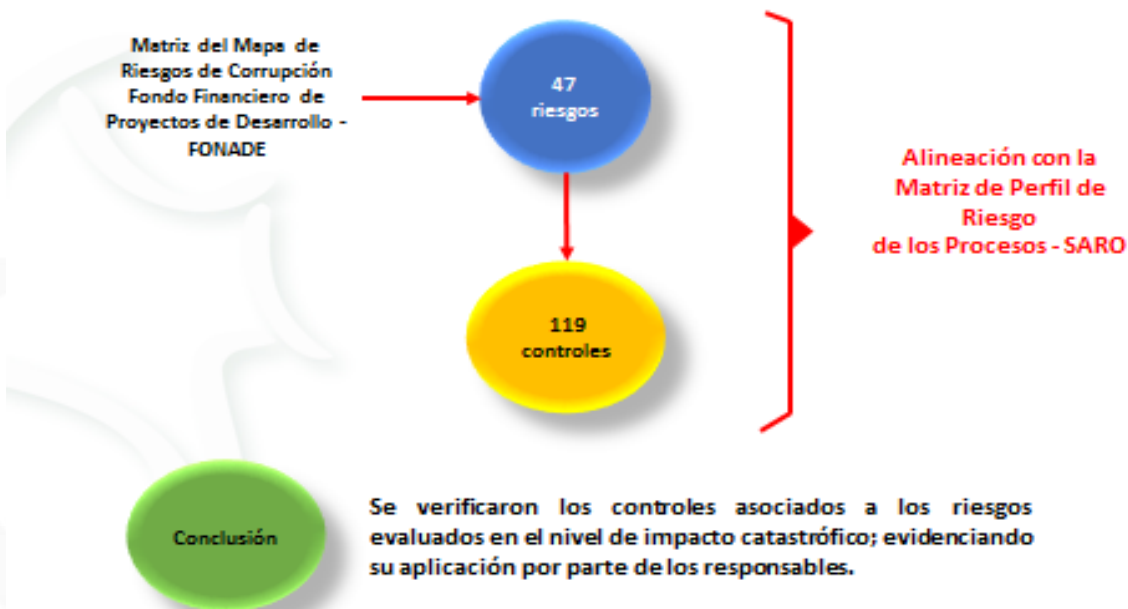 Matriz del Mapa de
Riesgos de Corrupción
Fondo Financiero de
Proyectos de Desarrollo -
FONADE
47
riesgos
119
controles
Alineación con la
Matriz de Perfil de
Riesgo
de los Procesos - SARO
Conclusión
Se verificaron los controles asociados a los riesgos
evaluados en el nivel de impacto catastrófico; evidenciando
su aplicación por parte de los responsables.